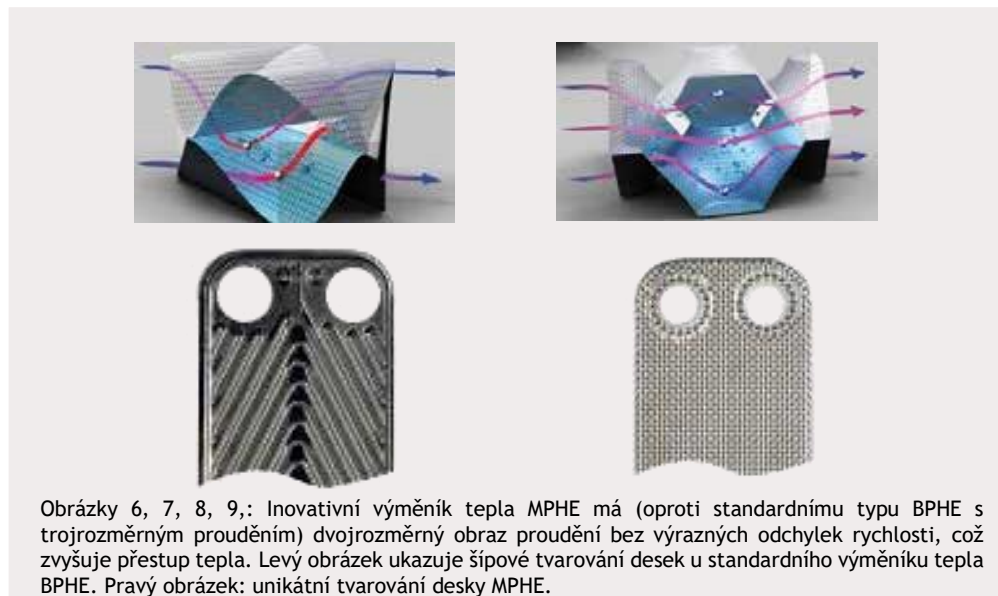 Obrázky 6, 7, 8, 9,: Inovativní výměník tepla MPHE má (oproti standardnímu typu BPHE s
trojrozměrným prouděním) dvojrozměrný obraz proudění bez výrazných odchylek rychlosti, což
zvyšuje přestup tepla. Levý obrázek ukazuje šípové tvarování desek u standardního výměníku tepla
BPHE. Pravý obrázek: unikátní tvarování desky MPHE.